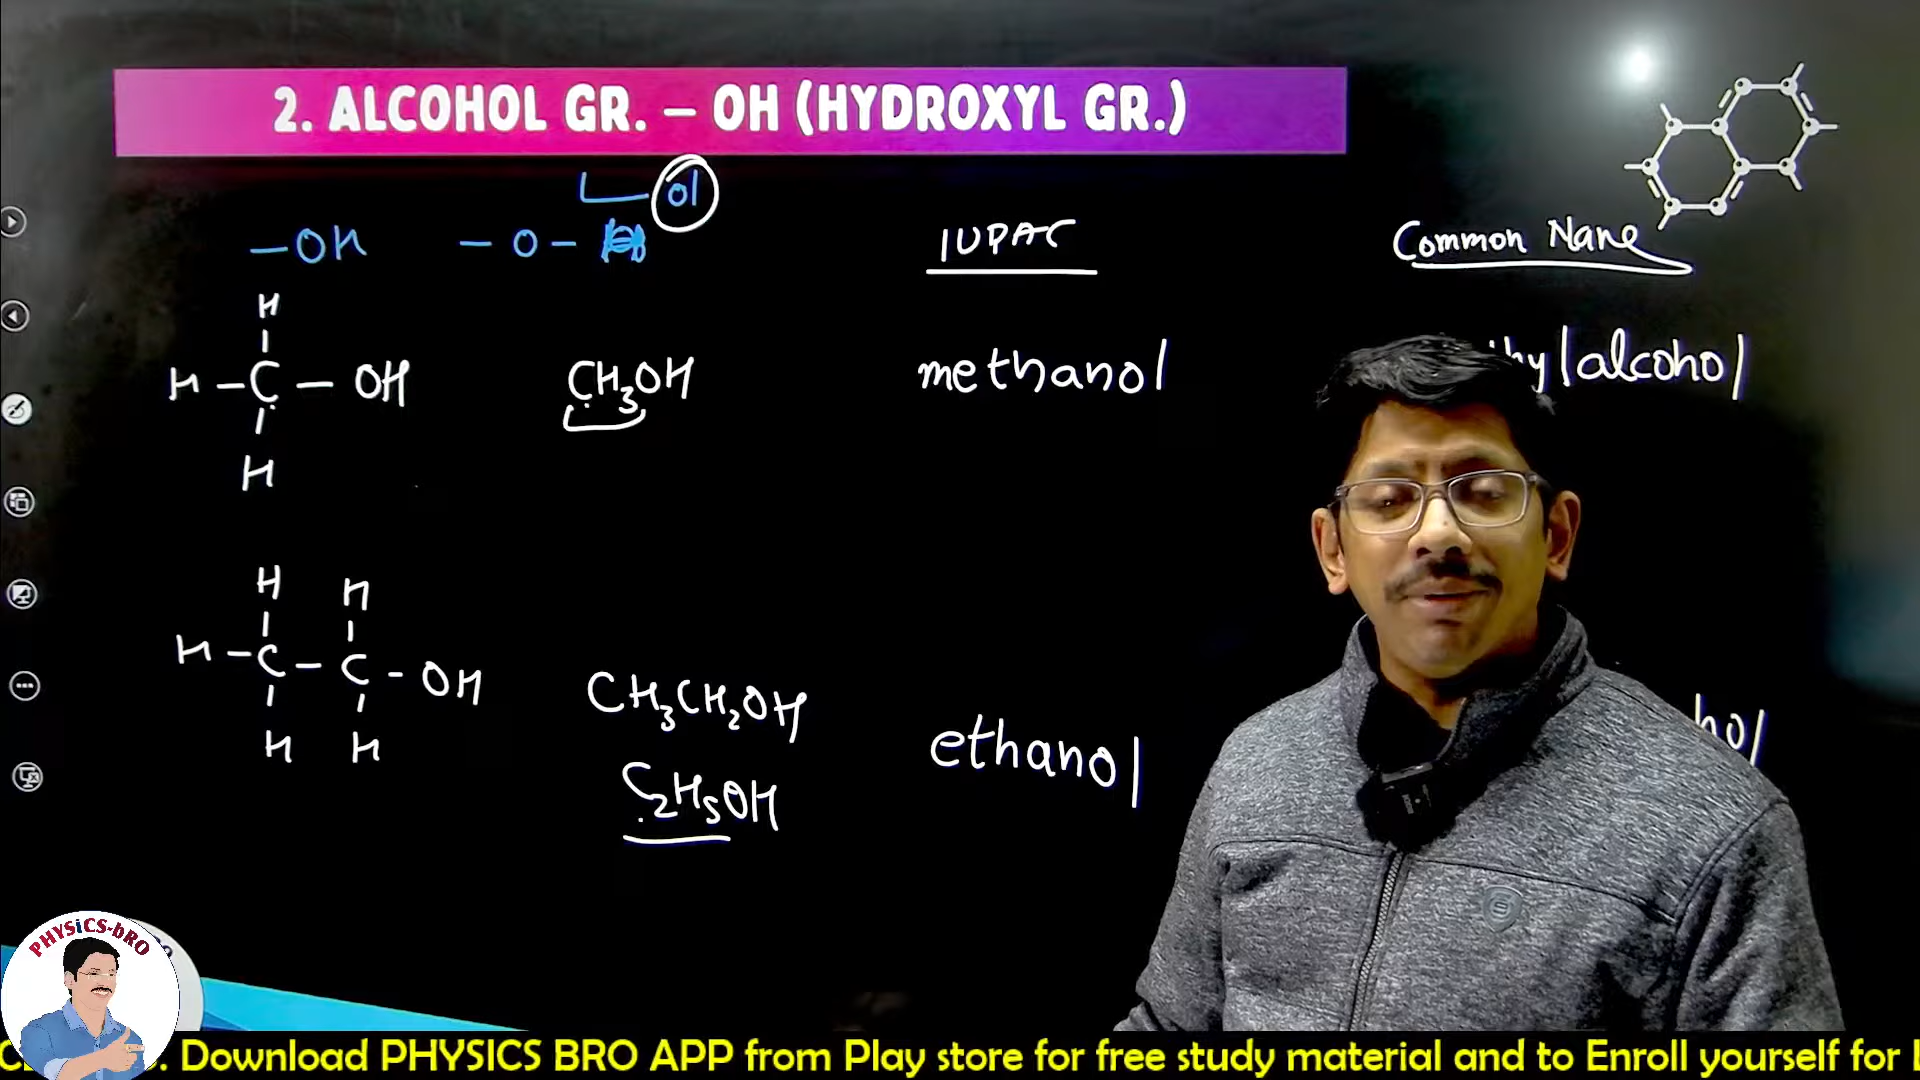 2. ALCOHOL GR. – OH (HYDROXYL GR.)
ol
–OH – O –
IUPAC
Common Name
H
H – C – OH
H
CH₃OH
methanol
alcohol
H H
H – C – C – OH
H H
CH₃CH₂OH
C₂H₅OH
ethanol
PHYSiCS-bRO
. Download PHYSICS BRO APP from Play store for free study material and to Enroll yourself for